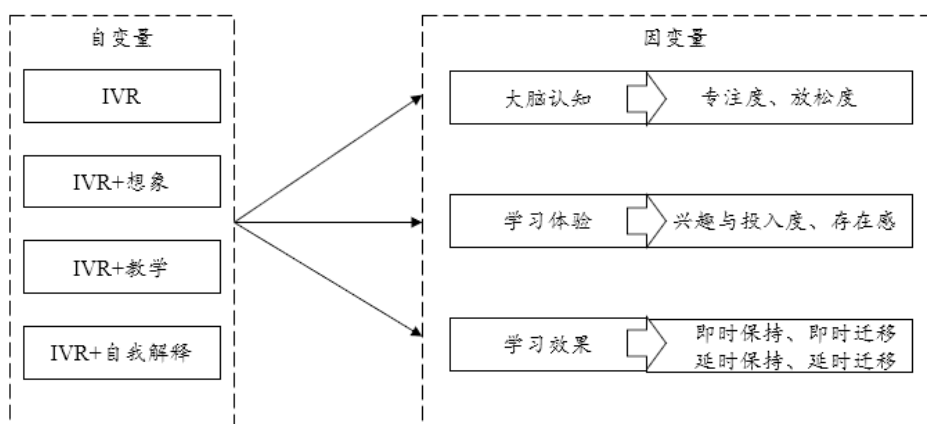 自变量
IVR
IVR+想象
IVR+教学
IVR+自我解释
因变量
大脑认知
专注度、放松度
学习体验
兴趣与投入度、存在感
学习效果
即时保持、即时迁移
延时保持、延时迁移